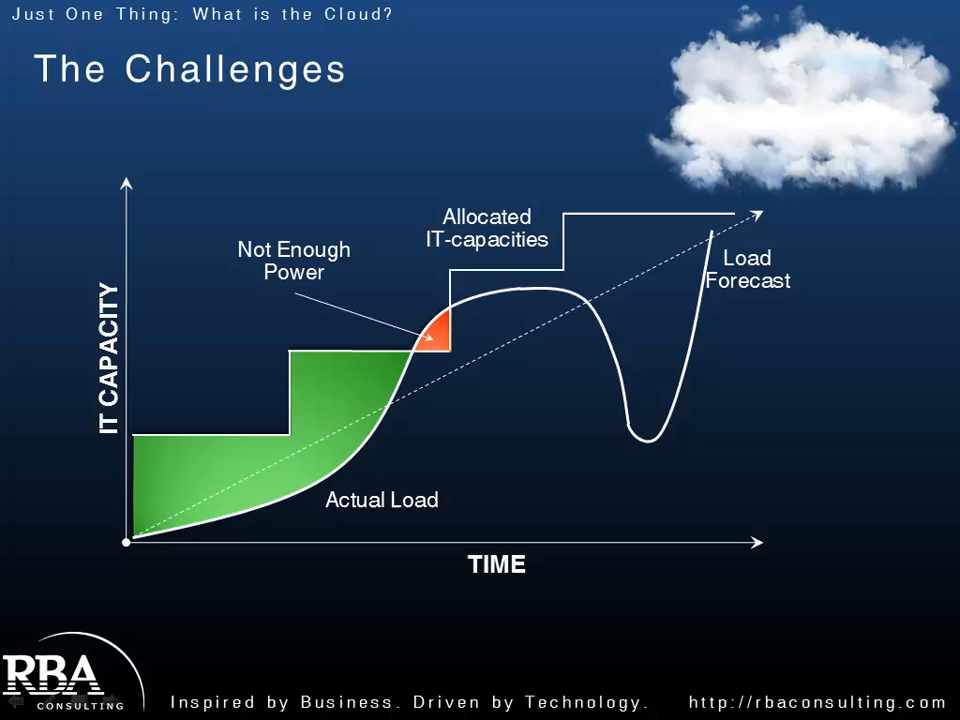 Just One Thing: What is the Cloud?
The Challenges
Allocated
IT-capacities
Not Enough
Power
Load
Forecast
IT CAPACITY
Actual Load
TIME
RBA
CONSULTING
Inspired by Business. Driven by Technology.
http://rbaconsulting.com